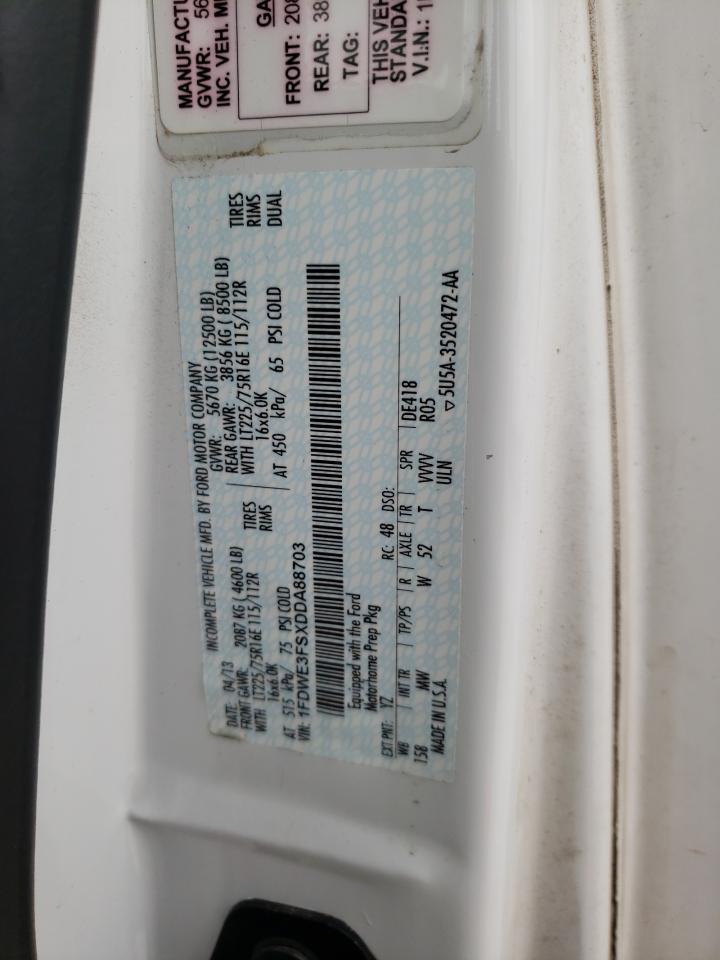 INCOMPLETE VEHICLE MFD. BY FORD MOTOR COMPANY
DATE: 04/13 GVWR: 5670 KG (12500 LB)
FRONT GAWR: 2087 KG (4600 LB) REAR GAWR: 3856 KG (8500 LB)
WITH LT225/75R16E 115/112R TIRES WITH LT225/75R16E 115/112R TIRES
16x6.0K RIMS 16x6.0K RIMS
AT 515 kPa/ 75 PSI COLD AT 450 kPa/ 65 PSI COLD DUAL
VIN: 1FDWE3FSXDDA88703
Equipped with the Ford
Motorhome Prep Pkg
EXT PNT: YZ RC: 48 DSO:
WB INT TR TP/PS R AXLE TR SPR DE418
158 MW W 52 T VVVV R05
MADE IN U.S.A. ULN ▽5U5A-3520472-AA
MANUFACTU
GVWR: 56
INC. VEH. M
GA
FRONT: 208
REAR: 38
TAG:
THIS VEH
STANDA
V.I.N.: 1